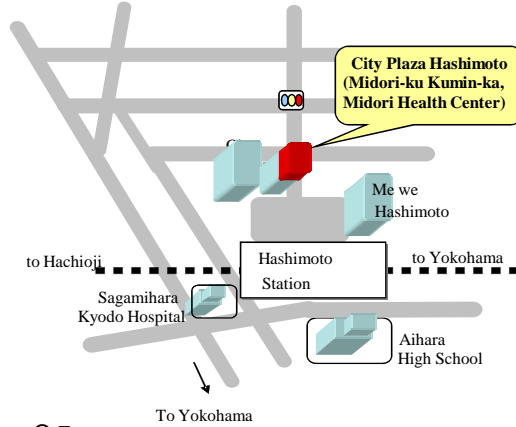 City Plaza Hashimoto
(Midori-ku Kumin-ka,
Midori Health Center)
Me we
Hashimoto
to Hachioji
Hashimoto
Station
to Yokohama
Sagamihara
Kyodo Hospital
Aihara
High School
To Yokohama